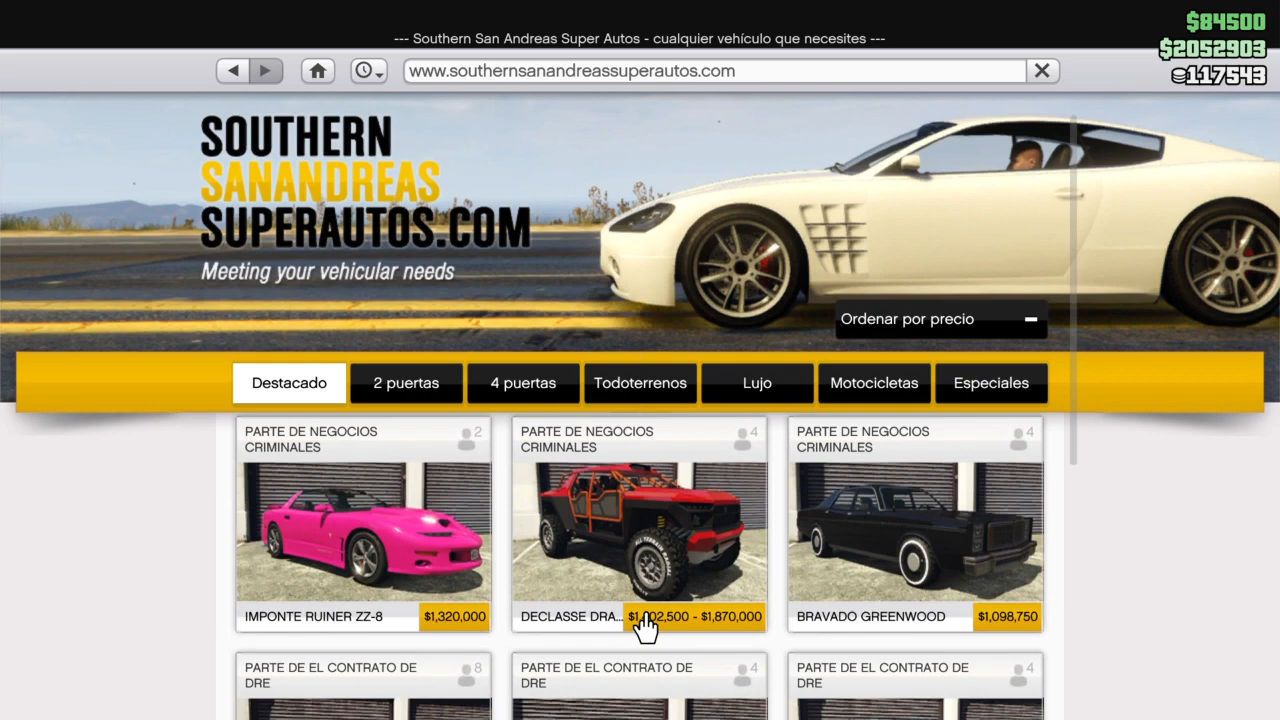 --- Southern San Andreas Super Autos - cualquier vehículo que necesites ---
$84500
$2052903
117543
www.southernsanandreassuperautos.com
SOUTHERN
SANANDREAS
SUPERAUTOS.COM
Meeting your vehicular needs
Ordenar por precio
Destacado 2 puertas 4 puertas Todoterrenos Lujo Motocicletas Especiales
PARTE DE NEGOCIOS CRIMINALES 2
IMPONTE RUINER ZZ-8 $1,320,000
PARTE DE NEGOCIOS CRIMINALES 4
DECLASSE DRA... - $1,870,000
PARTE DE NEGOCIOS CRIMINALES 4
BRAVADO GREENWOOD $1,098,750
PARTE DE EL CONTRATO DE DRE 8
PARTE DE EL CONTRATO DE DRE 4
PARTE DE EL CONTRATO DE DRE 4